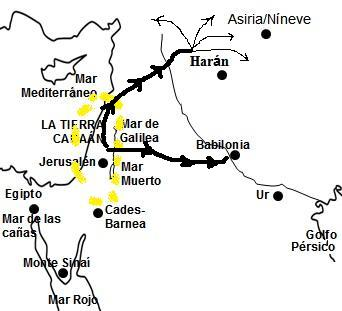 Asiria/Níneve
Harán
Mar
Mediterráneo
LA TIERRA
CANAÁN
Mar de
Galilea
Babilonia
Jerusalén
Mar
Muerto
Ur
Egipto
Cades-
Barnea
Mar de las
cañas
Golfo
Pérsico
Monte Sinaí
Mar Rojo